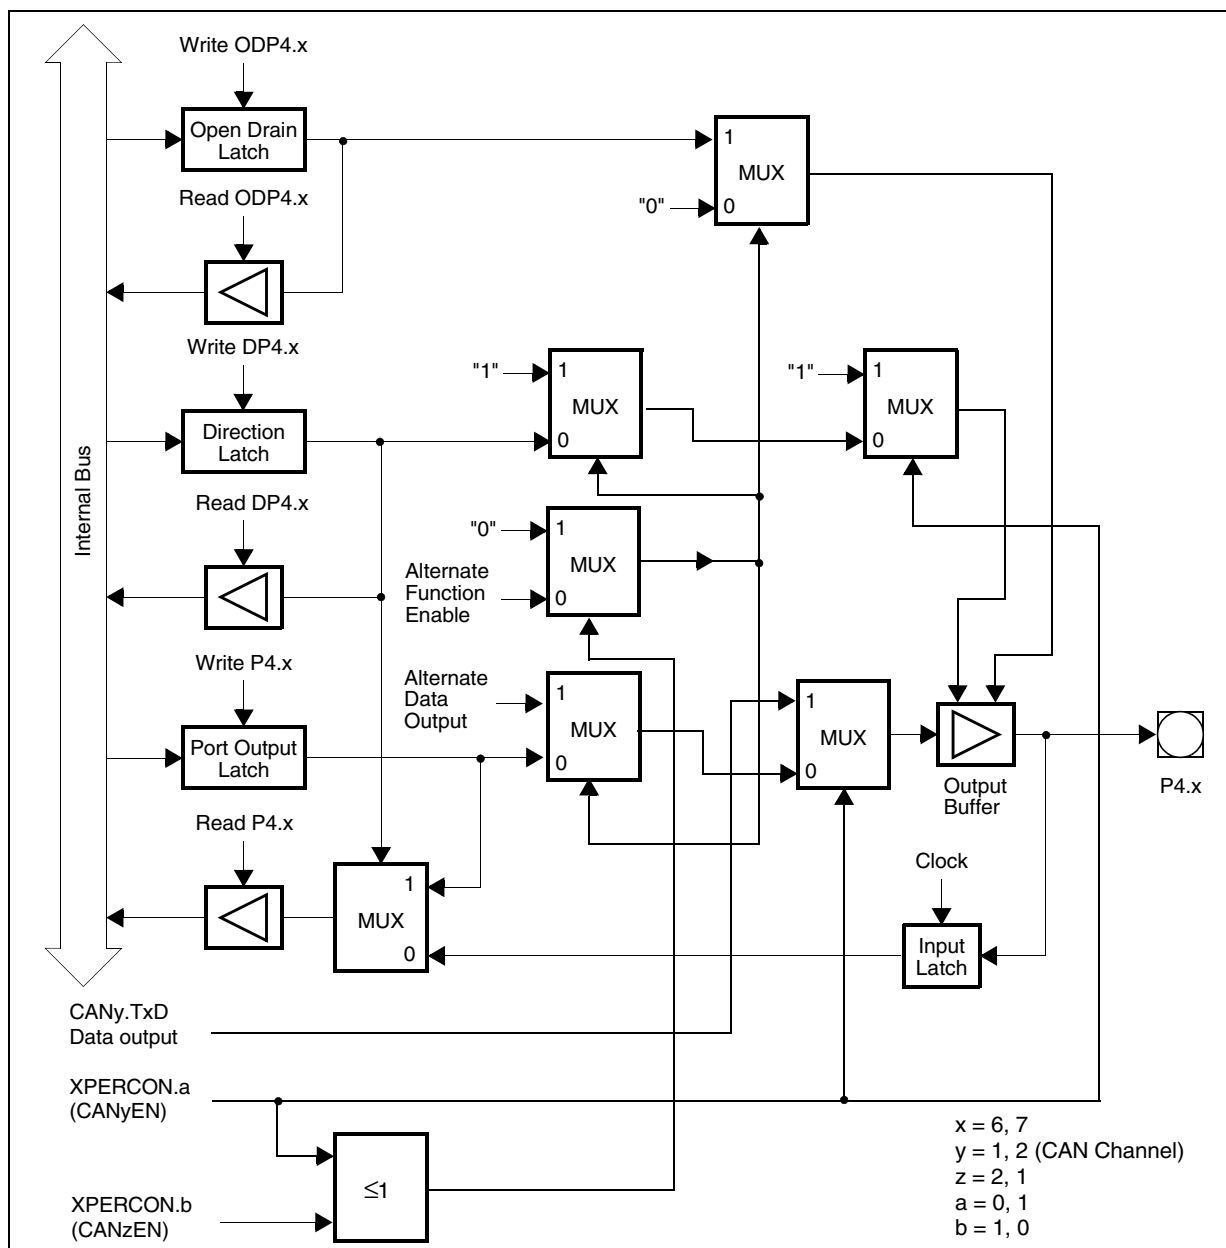 Write ODP4.x
Open Drain
Latch
1
MUX
"0"
0
Read ODP4.x
Write DP4.x
"1"
1
MUX
0
"1"
1
MUX
0
Direction
Latch
Internal Bus
Read DP4.x
"0"
1
MUX
0
Alternate
Function
Enable
Write P4.x
Alternate
Data
Output
1
MUX
0
1
MUX
0
Port Output
Latch
Output
Buffer
P4.x
Read P4.x
Clock
1
MUX
0
Input
Latch
CANy.TxD
Data output
XPERCON.a
(CANyEN)
≤1
XPERCON.b
(CANzEN)
x = 6, 7
y = 1, 2 (CAN Channel)
z = 2, 1
a = 0, 1
b = 1, 0